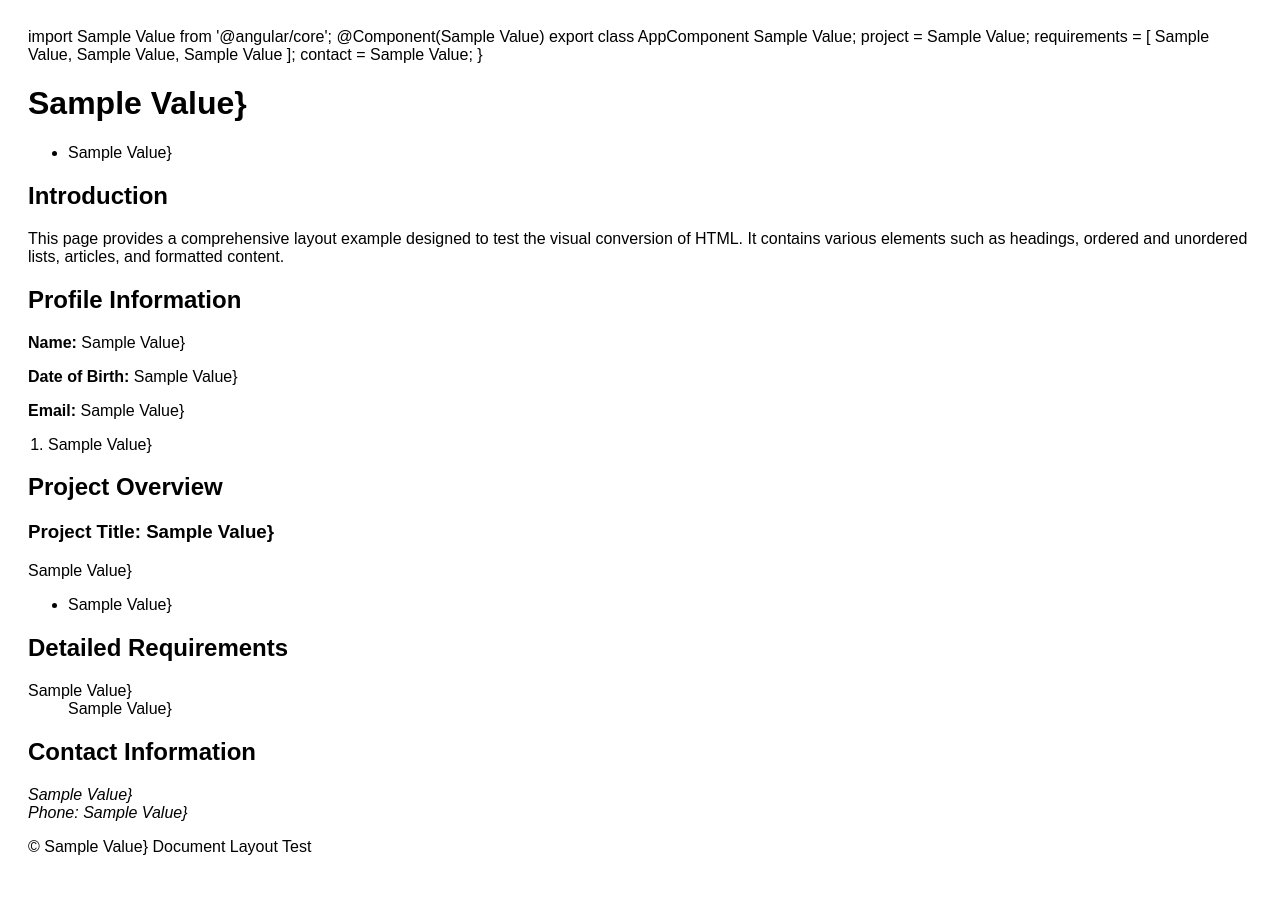 import Sample Value from '@angular/core'; @Component(Sample Value) export class AppComponent Sample Value; project = Sample Value; requirements = [ Sample
Value, Sample Value, Sample Value ]; contact = Sample Value; }
Sample Value}
• Sample Value}
Introduction
This page provides a comprehensive layout example designed to test the visual conversion of HTML. It contains various elements such as headings, ordered and unordered
lists, articles, and formatted content.
Profile Information
Name: Sample Value}
Date of Birth: Sample Value}
Email: Sample Value}
1. Sample Value}
Project Overview
Project Title: Sample Value}
Sample Value}
• Sample Value}
Detailed Requirements
Sample Value}
Sample Value}
Contact Information
Sample Value}
Phone: Sample Value}
© Sample Value} Document Layout Test